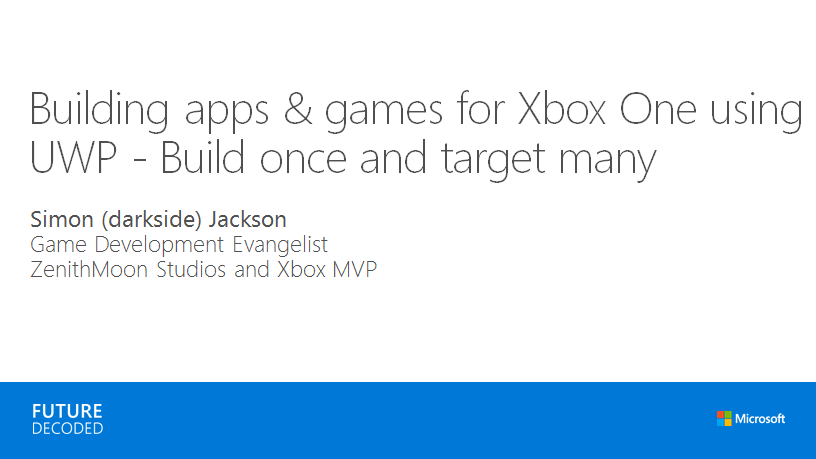 Building apps & games for Xbox One using
UWP - Build once and target many
Simon (darkside) Jackson
Game Development Evangelist
ZenithMoon Studios and Xbox MVP
FUTURE
DECODED
Microsoft